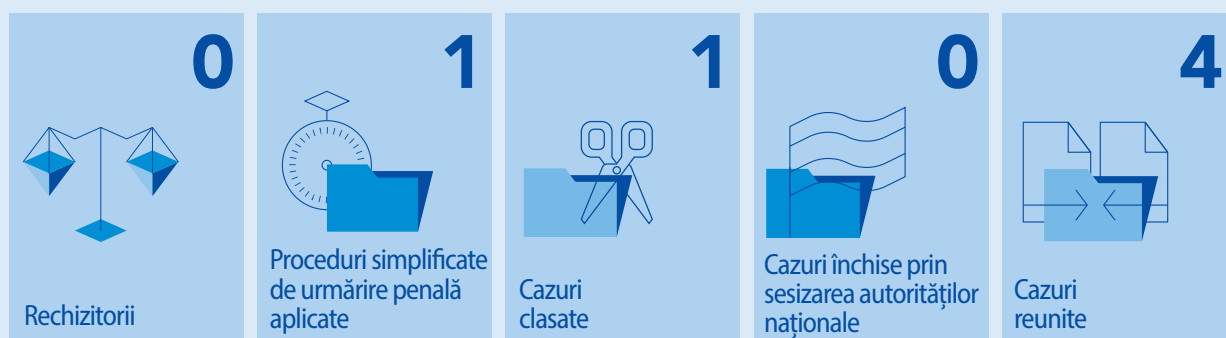 0
Rechizitorii
1
Proceduri simplificate
de urmărire penală
aplicate
1
Cazuri
clasate
0
Cazuri închise prin
sesizarea autorităților
naționale
4
Cazuri
reunite